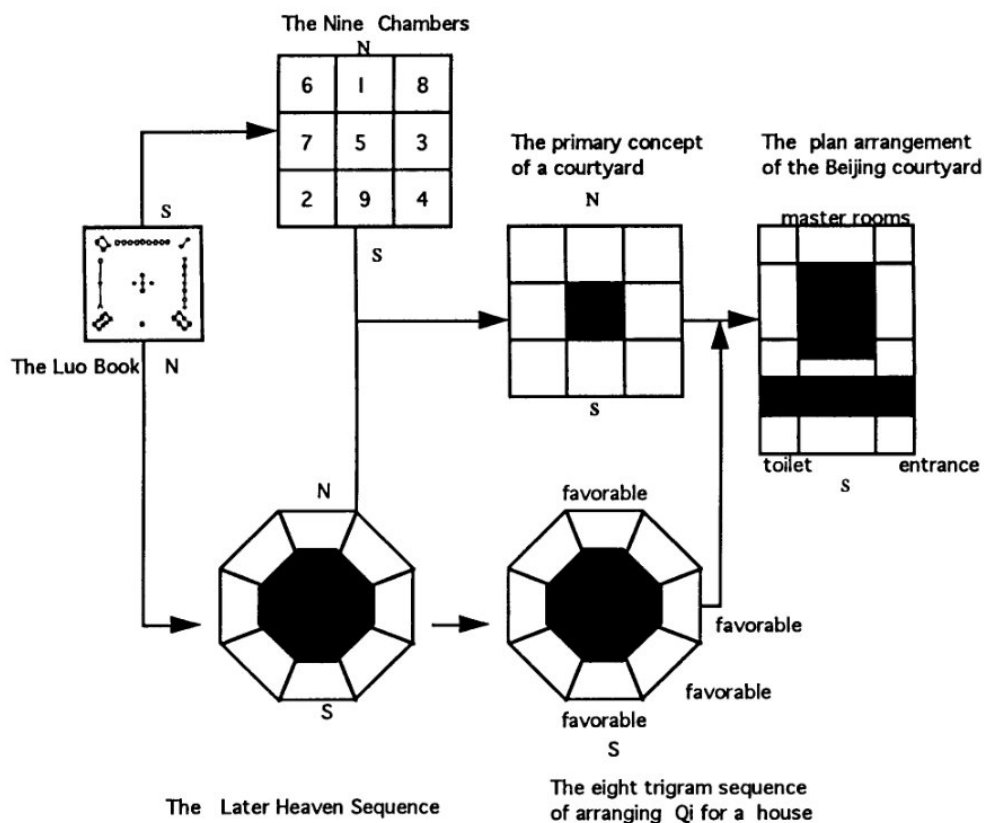 The Nine Chambers
N
6 1 8
7 5 3
2 9 4
S
S
The Luo Book N
The primary concept
of a courtyard
N
S
The plan arrangement
of the Beijing courtyard
master rooms
toilet entrance
S
N
S
The Later Heaven Sequence
favorable
favorable
favorable
favorable
S
The eight trigram sequence
of arranging Qi for a house